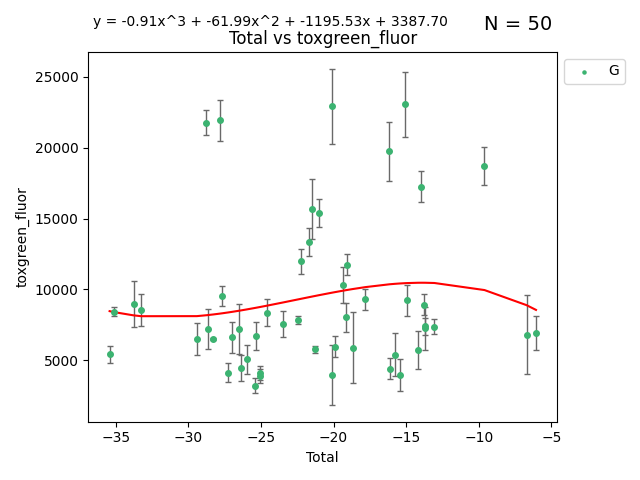 y = -0.91x^3 + -61.99x^2 + -1195.53x + 3387.70
N = 50
Total vs toxgreen_fluor
G
25000
20000
15000
10000
5000
toxgreen_fluor
−35 −30 −25 −20 −15 −10 −5
Total